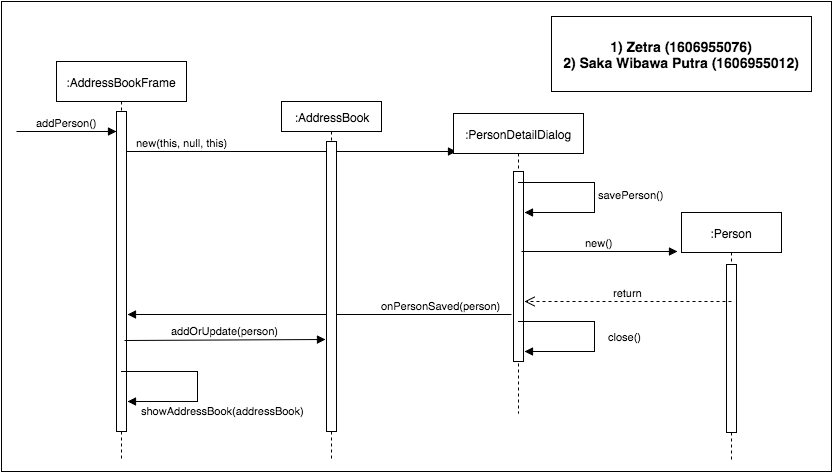 1) Zetra (1606955076)
2) Saka Wibawa Putra (1606955012)
:AddressBookFrame
:AddressBook
:PersonDetailDialog
addPerson()
new(this, null, this)
savePerson()
:Person
new()
return
onPersonSaved(person)
addOrUpdate(person)
close()
showAddressBook(addressBook)